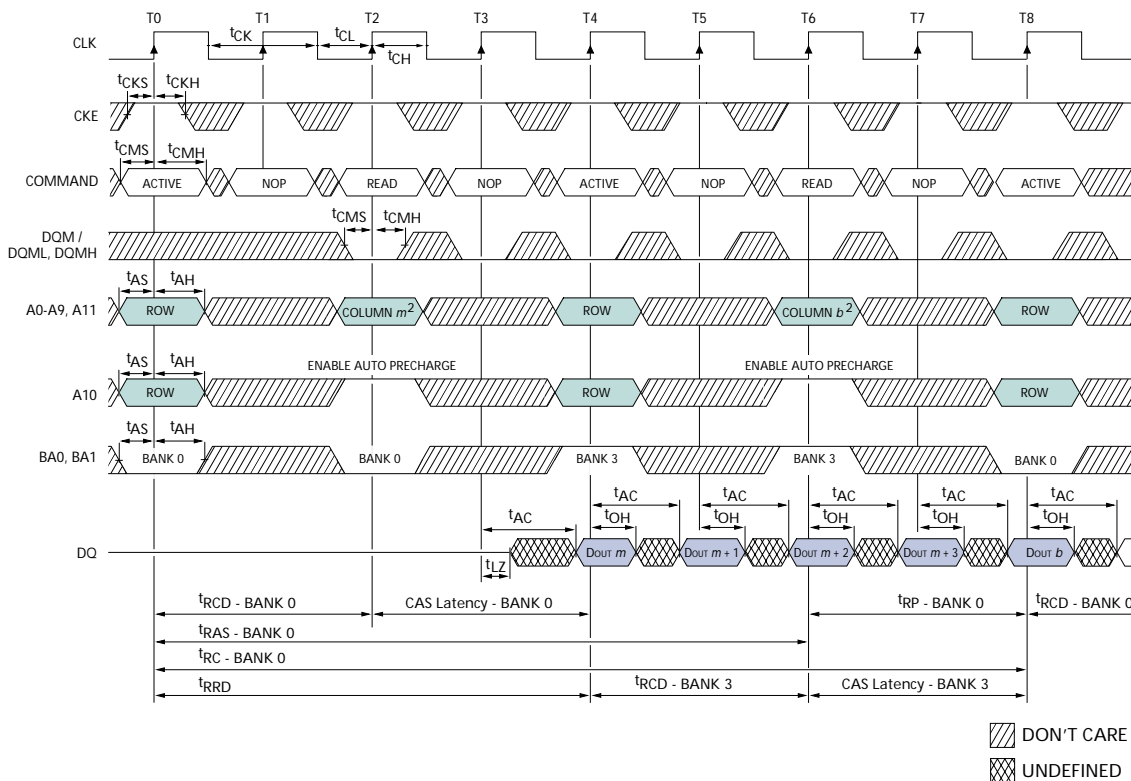 T0 T1 T2 T3 T4 T5 T6 T7 T8
CLK
tCK tCL
tCH
tCKS tCKH
CKE
tCMS tCMH
COMMAND ACTIVE NOP READ NOP ACTIVE NOP READ NOP ACTIVE
tCMS tCMH
DQM /
DQML, DQMH
tAS tAH
A0-A9, A11 ROW COLUMN m2 ROW COLUMN b2 ROW
tAS tAH
ENABLE AUTO PRECHARGE ENABLE AUTO PRECHARGE
A10 ROW ROW ROW
tAS tAH
BA0, BA1 BANK 0 BANK 0 BANK 3 BANK 3 BANK 0
tAC tAC tAC tAC tAC tAC
tOH tOH tOH tOH tOH
DQ DOUT m DOUT m + 1 DOUT m + 2 DOUT m + 3 DOUT b
tLZ
tRCD - BANK 0 CAS Latency - BANK 0 tRP - BANK 0 tRCD - BANK 0
tRAS - BANK 0
tRC - BANK 0
tRRD tRCD - BANK 3 CAS Latency - BANK 3
DON'T CARE
UNDEFINED